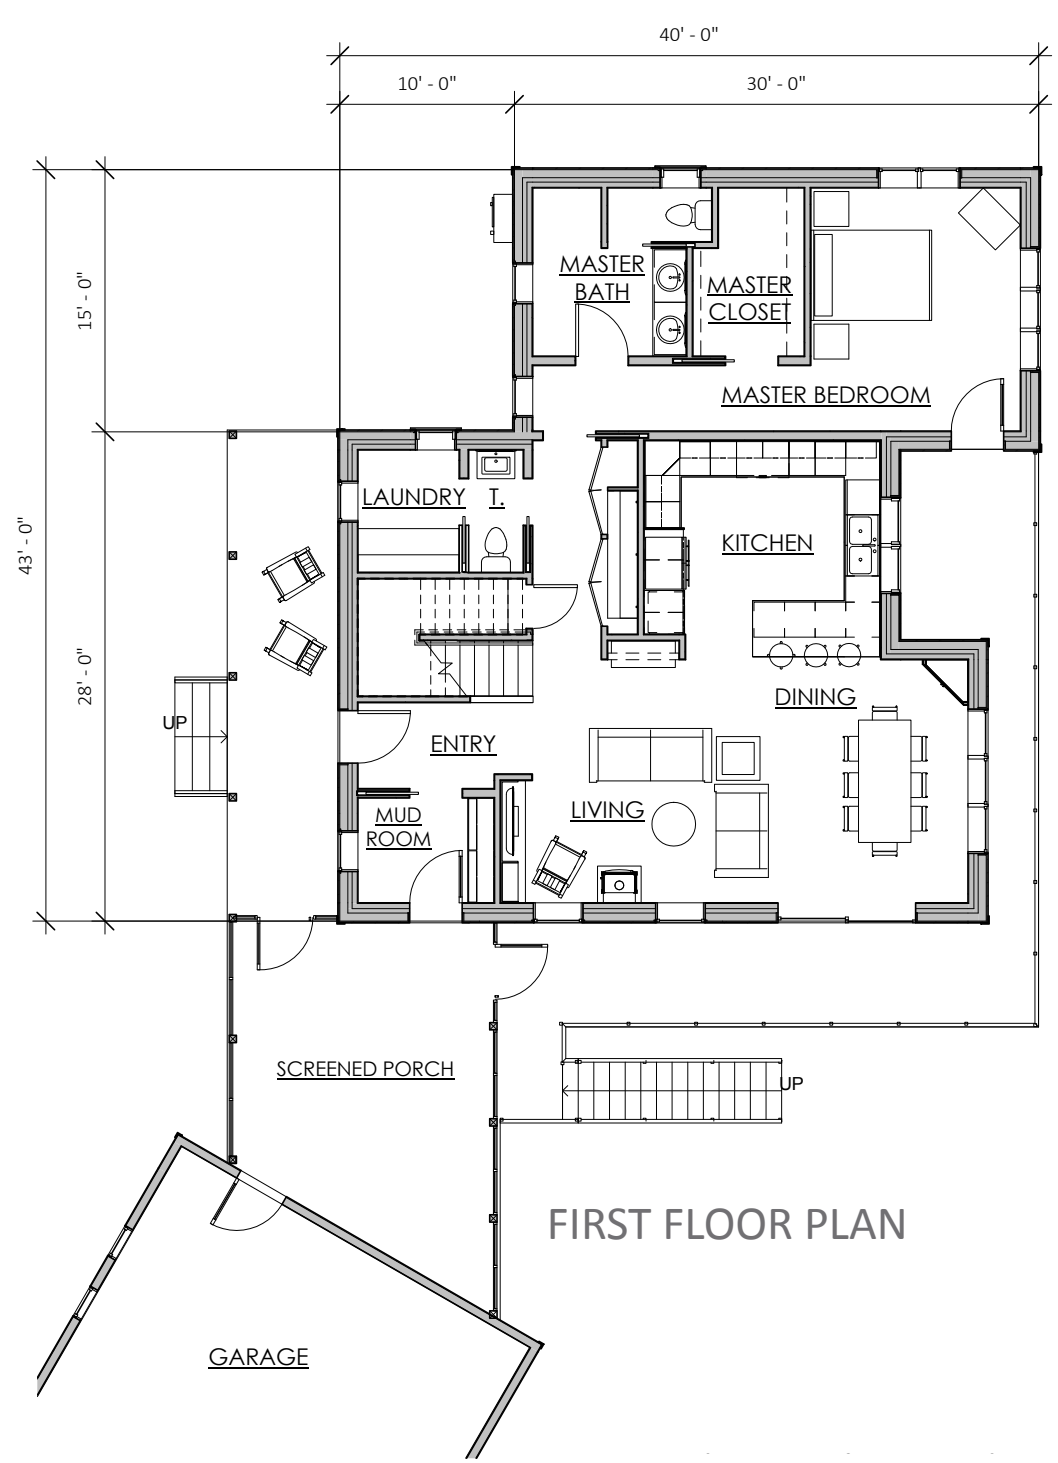 40' - 0"
10' - 0"
30' - 0"
15' - 0"
43' - 0"
28' - 0"
MASTER
BATH
MASTER
CLOSET
MASTER BEDROOM
LAUNDRY
T.
KITCHEN
DINING
UP
ENTRY
LIVING
MUD
ROOM
SCREENED PORCH
UP
FIRST FLOOR PLAN
GARAGE